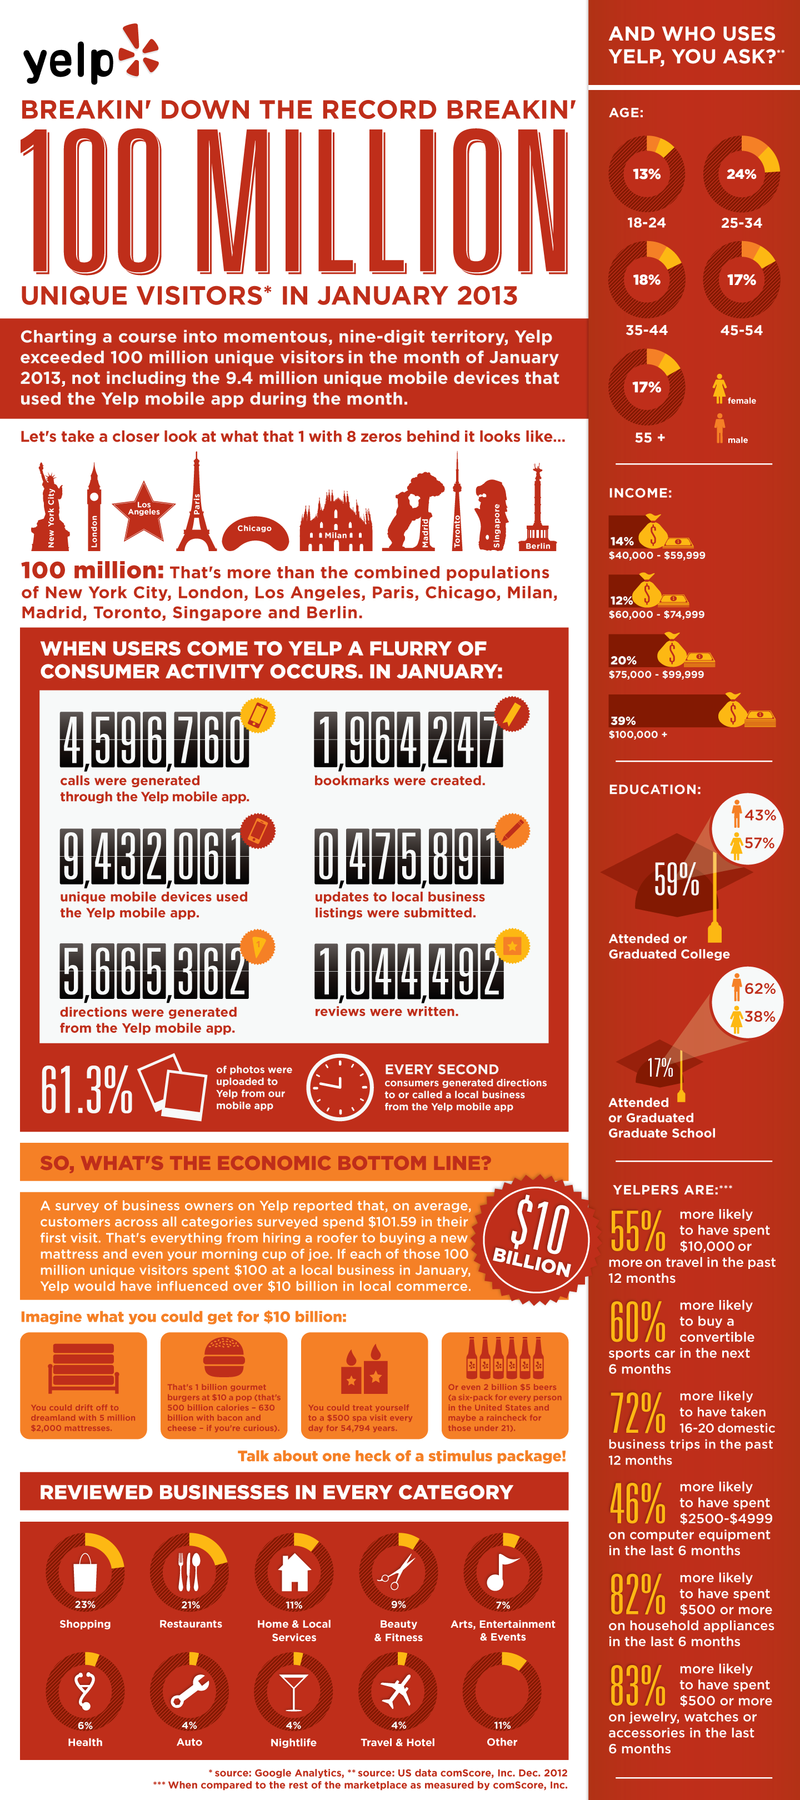 yelp
BREAKIN' DOWN THE RECORD BREAKIN'
100 MILLION
UNIQUE VISITORS* IN JANUARY 2013
Charting a course into momentous, nine-digit territory, Yelp
exceeded 100 million unique visitors in the month of January
2013, not including the 9.4 million unique mobile devices that
used the Yelp mobile app during the month.
Let's take a closer look at what that 1 with 8 zeros behind it looks like...
New York City
London
Los
Angeles
Paris
Chicago
Milan
Madrid
Toronto
Singapore
Berlin
100 million: That's more than the combined populations
of New York City, London, Los Angeles, Paris, Chicago, Milan,
Madrid, Toronto, Singapore and Berlin.
WHEN USERS COME TO YELP A FLURRY OF
CONSUMER ACTIVITY OCCURS. IN JANUARY:
4,596,760
calls were generated
through the Yelp mobile app.
1,964,247
bookmarks were created.
9,432,061
unique mobile devices used
the Yelp mobile app.
0,475,891
updates to local business
listings were submitted.
5,665,362
directions were generated
from the Yelp mobile app.
1,044,492
reviews were written.
61.3%
of photos were
uploaded to
Yelp from our
mobile app
EVERY SECOND
consumers generated directions
to or called a local business
from the Yelp mobile app
SO, WHAT'S THE ECONOMIC BOTTOM LINE?
A survey of business owners on Yelp reported that, on average,
customers across all categories surveyed spend $101.59 in their
first visit. That's everything from hiring a roofer to buying a new
mattress and even your morning cup of joe. If each of those 100
million unique visitors spent $100 at a local business in January,
Yelp would have influenced over $10 billion in local commerce.
$10
BILLION
Imagine what you could get for $10 billion:
You could drift off to
dreamland with 5 million
$2,000 mattresses.
That's 1 billion gourmet
burgers at $10 a pop (that's
500 billion calories – 630
billion with bacon and
cheese – if you're curious).
You could treat yourself
to a $500 spa visit every
day for 54,794 years.
Or even 2 billion $5 beers
(a six-pack for every person
in the United States and
maybe a raincheck for
those under 21).
Talk about one heck of a stimulus package!
REVIEWED BUSINESSES IN EVERY CATEGORY
23%
Shopping
21%
Restaurants
11%
Home & Local
Services
9%
Beauty
& Fitness
7%
Arts, Entertainment
& Events
6%
Health
4%
Auto
4%
Nightlife
4%
Travel & Hotel
11%
Other
* source: Google Analytics, ** source: US data comScore, Inc. Dec. 2012
*** When compared to the rest of the marketplace as measured by comScore, Inc.
AND WHO USES
YELP, YOU ASK?**
AGE:
13%
18-24
24%
25-34
18%
35-44
17%
45-54
17%
55 +
female
male
INCOME:
14%
$40,000 - $59,999
12%
$60,000 - $74,999
20%
$75,000 - $99,999
39%
$100,000 +
EDUCATION:
43%
57%
59%
Attended or
Graduated College
62%
38%
17%
Attended
or Graduated
Graduate School
YELPERS ARE:***
55% more likely
to have spent
$10,000 or
more on travel in the past
12 months
60% more likely
to buy a
convertible
sports car in the next
6 months
72% more likely
to have taken
16-20 domestic
business trips in the past
12 months
46% more likely
to have spent
$2500-$4999
on computer equipment
in the last 6 months
82% more likely
to have spent
$500 or more
on household appliances
in the last 6 months
83% more likely
to have spent
$500 or more
on jewelry, watches or
accessories in the last
6 months